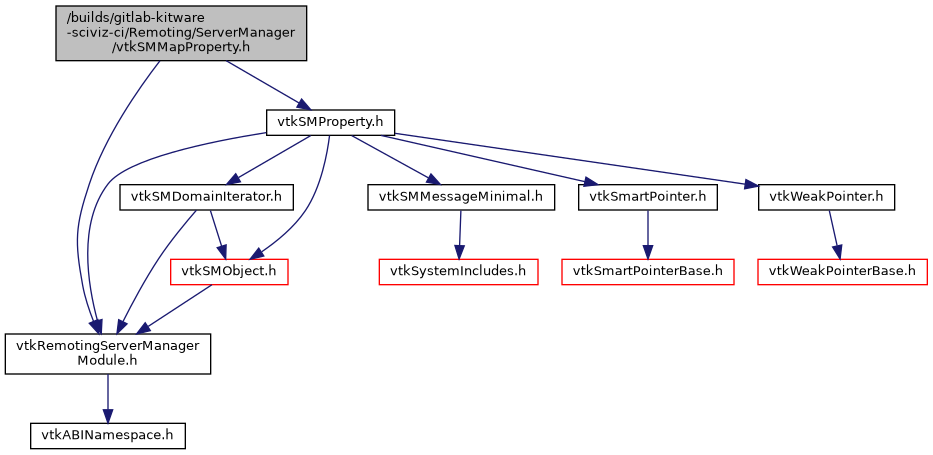 /builds/gitlab-kitware
-sciviz-ci/Remoting/ServerManager
/vtkSMMapProperty.h
vtkSMProperty.h
vtkSMDomainIterator.h
vtkSMMessageMinimal.h
vtkSmartPointer.h
vtkWeakPointer.h
vtkSMObject.h
vtkSystemIncludes.h
vtkSmartPointerBase.h
vtkWeakPointerBase.h
vtkRemotingServerManager
Module.h
vtkABINamespace.h